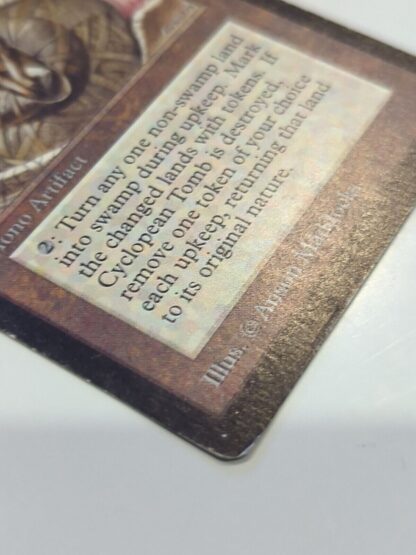 Mono Artifact
2: Turn any one non-swamp land
into swamp during upkeep. Mark
the changed lands with tokens. If
Cyclopean Tomb is destroyed,
remove one token of your choice
each upkeep, returning that land
to its original nature.
Illus. © Anson Maddocks